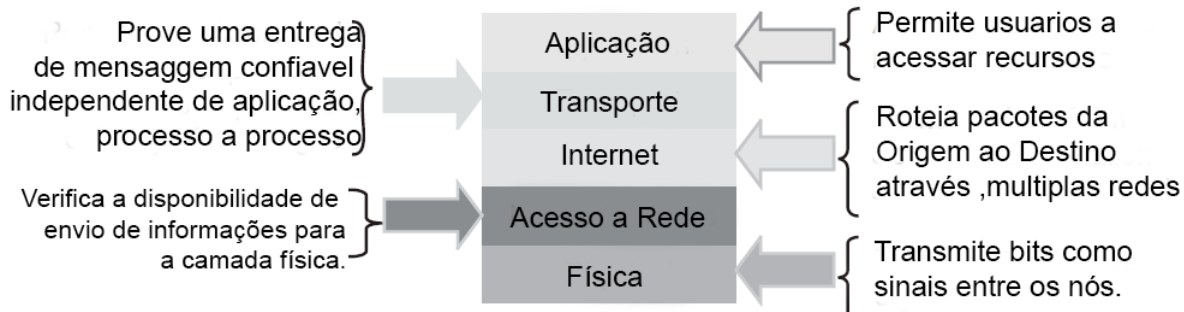 Prove uma entrega
de mensaggem confiavel
independente de aplicação,
processo a processo
Verifica a disponibilidade de
envio de informações para
a camada física.
Aplicação
Transporte
Internet
Acesso a Rede
Física
Permite usuarios a
acessar recursos
Roteia pacotes da
Origem ao Destino
através ,multiplas redes
Transmite bits como
sinais entre os nós.